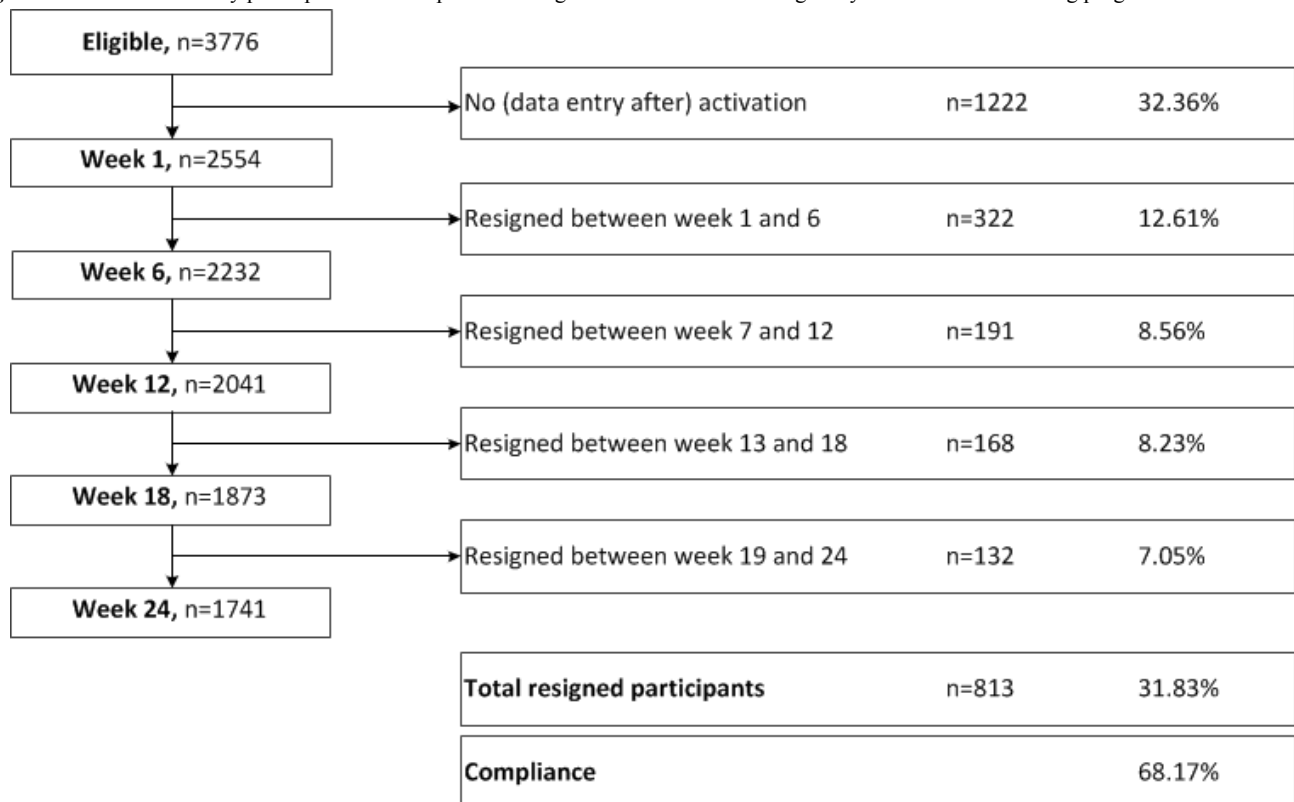 Eligible, n=3776
No (data entry after) activation n=1222 32.36%
Week 1, n=2554
Resigned between week 1 and 6 n=322 12.61%
Week 6, n=2232
Resigned between week 7 and 12 n=191 8.56%
Week 12, n=2041
Resigned between week 13 and 18 n=168 8.23%
Week 18, n=1873
Resigned between week 19 and 24 n=132 7.05%
Week 24, n=1741
Total resigned participants n=813 31.83%
Compliance 68.17%